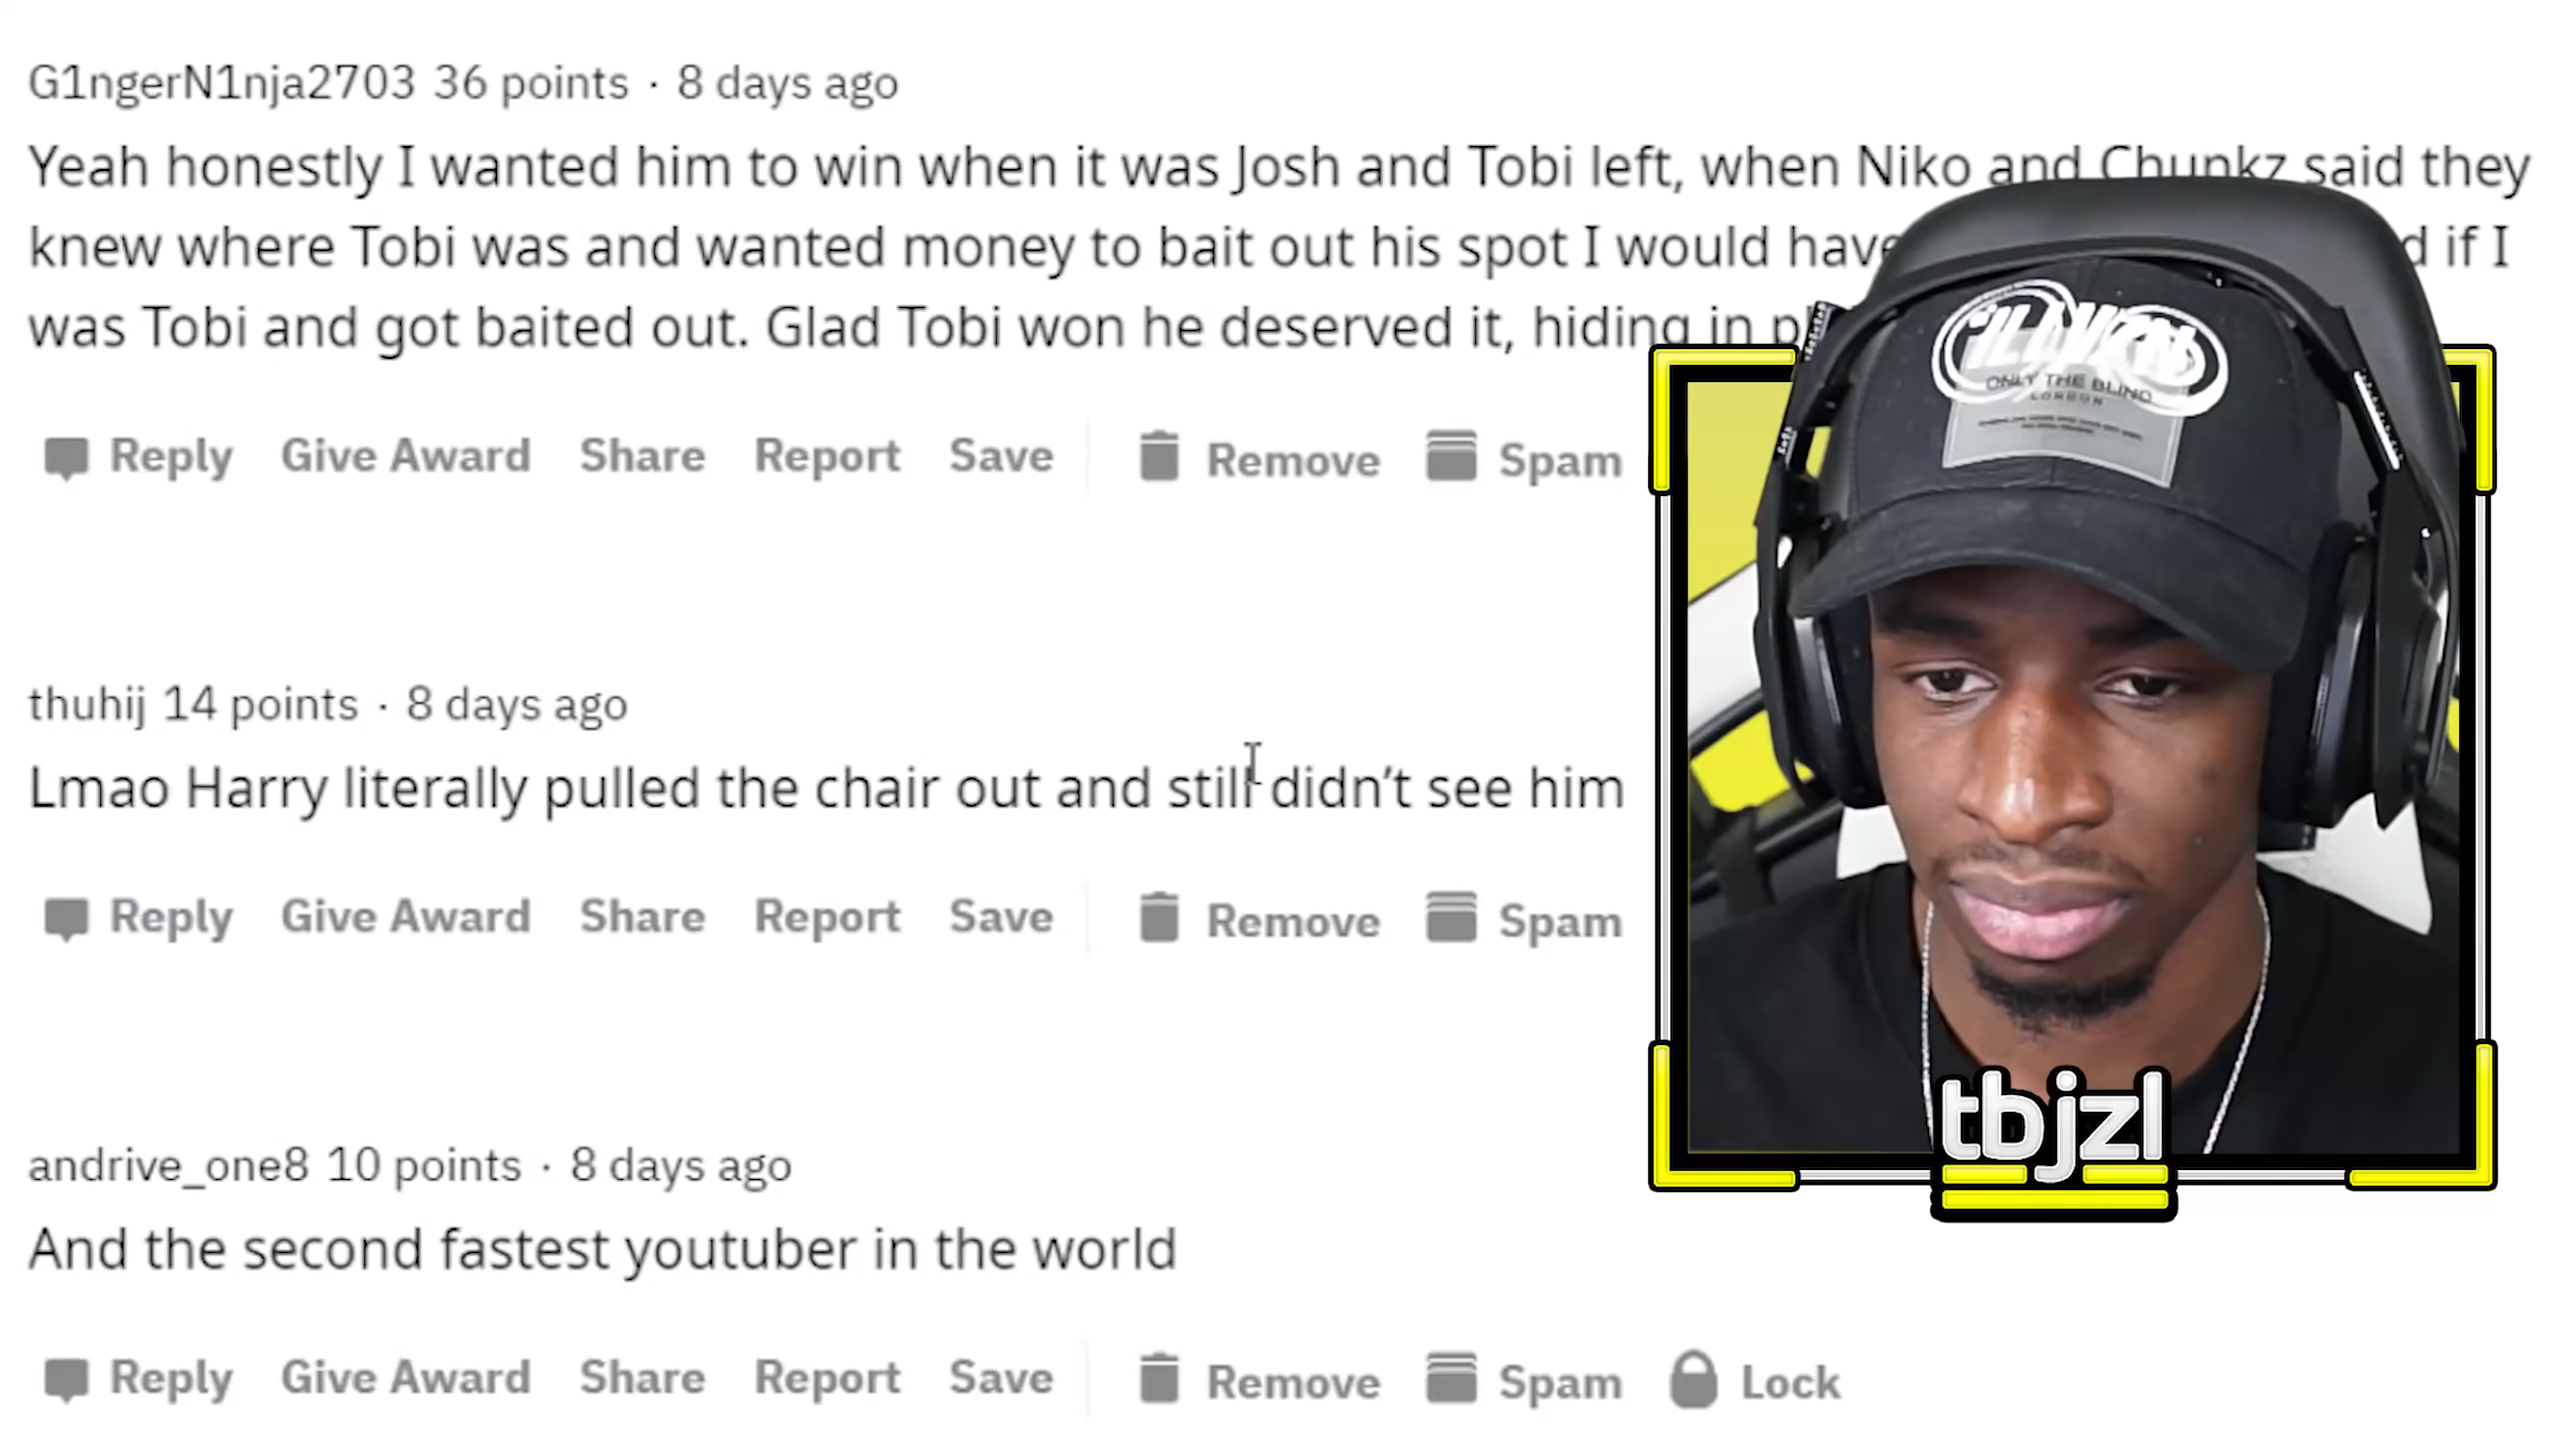 G1ngerN1nja2703 36 points · 8 days ago
Yeah honestly I wanted him to win when it was Josh and Tobi left, when Niko and Chunkz said they
knew where Tobi was and wanted money to bait out his spot I would have if I
was Tobi and got baited out. Glad Tobi won he deserved it, hiding in
Reply Give Award Share Report Save Remove Spam
ONLY THE BLIND
LONDON
thuhij 14 points · 8 days ago
Lmao Harry literally pulled the chair out and still didn’t see him
Reply Give Award Share Report Save Remove Spam
tbjzl
andrive_one8 10 points · 8 days ago
And the second fastest youtuber in the world
Reply Give Award Share Report Save Remove Spam Lock